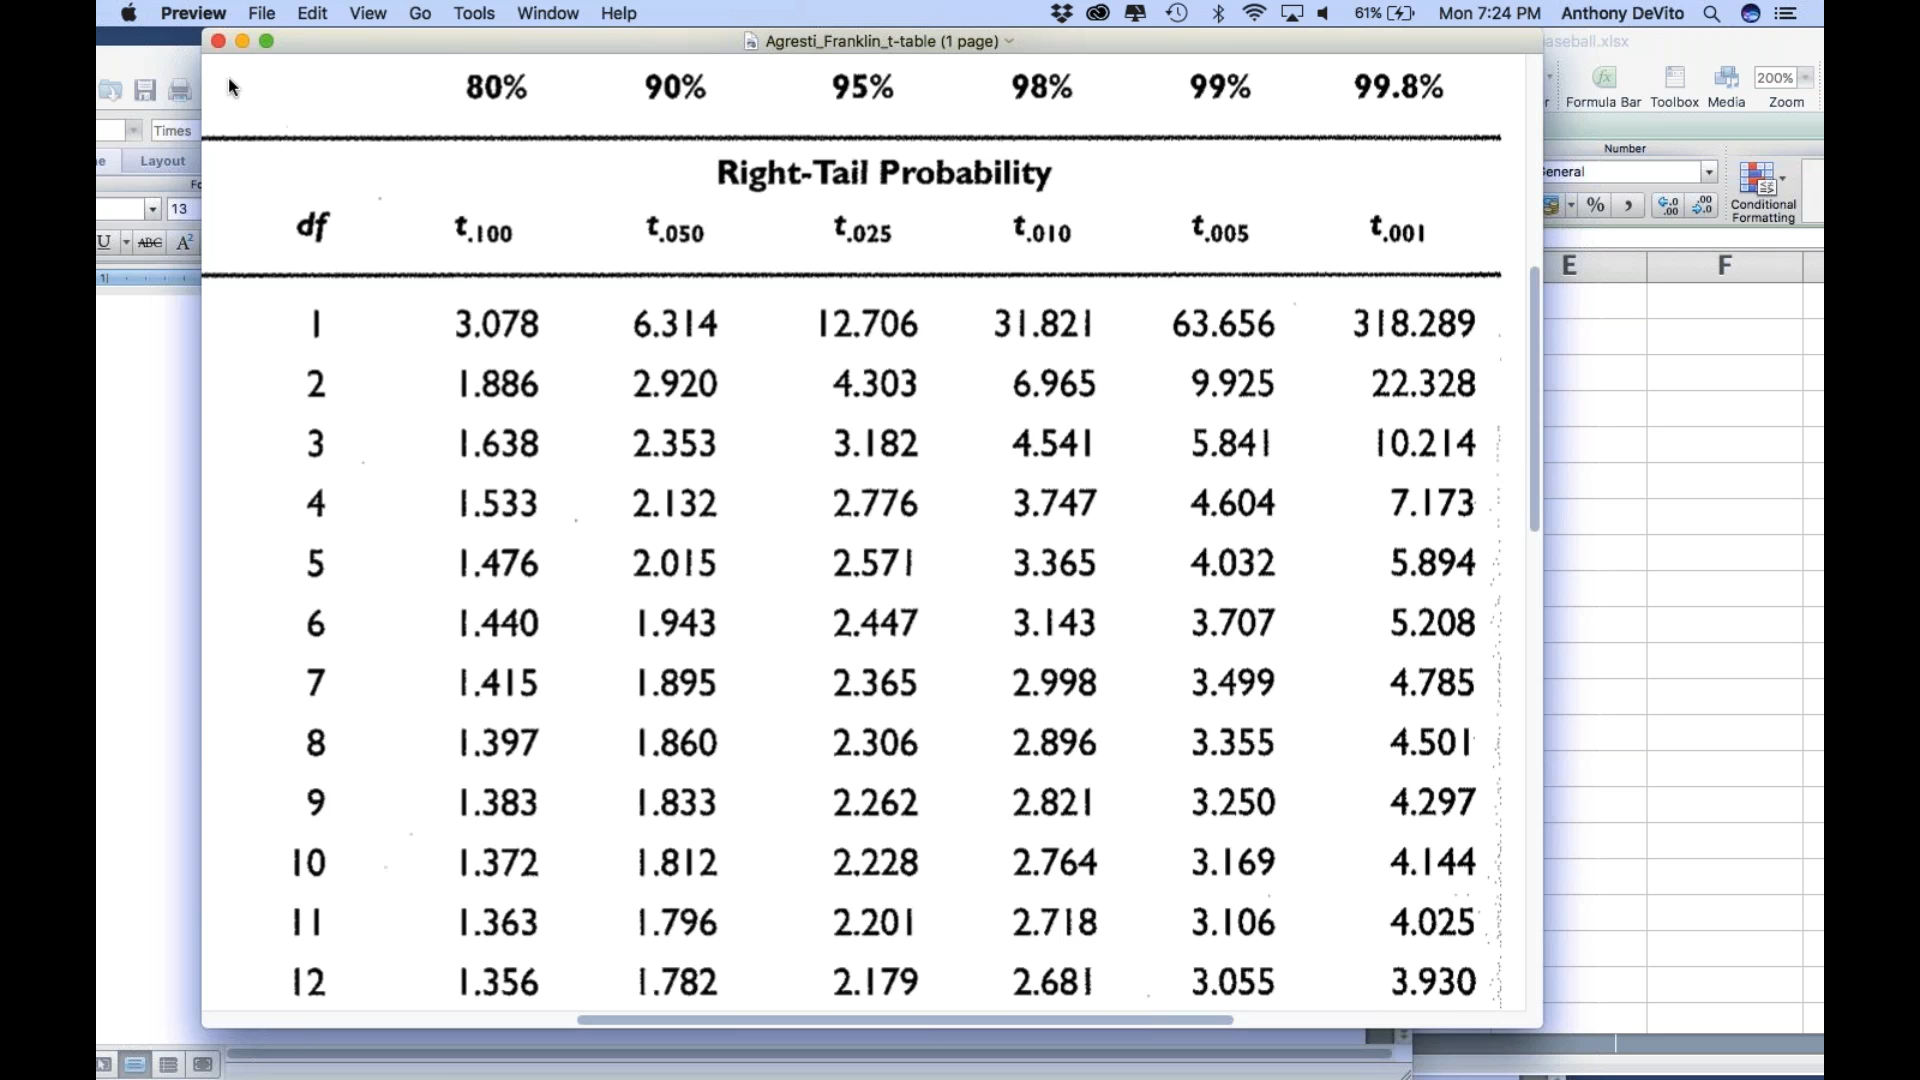 Preview File Edit View Go Tools Window Help 61% Mon 7:24 PM Anthony DeVito
Agresti_Franklin_t-table (1 page)
aseball.xlsx
200%
Formula Bar Toolbox Media Zoom
Times
Layout
Number
General
13
% ,
Conditional
Formatting
U ABC A2
E F
80% 90% 95% 98% 99% 99.8%
Right-Tail Probability
df t.100 t.050 t.025 t.010 t.005 t.001
1 3.078 6.314 12.706 31.821 63.656 318.289
2 1.886 2.920 4.303 6.965 9.925 22.328
3 1.638 2.353 3.182 4.541 5.841 10.214
4 1.533 2.132 2.776 3.747 4.604 7.173
5 1.476 2.015 2.571 3.365 4.032 5.894
6 1.440 1.943 2.447 3.143 3.707 5.208
7 1.415 1.895 2.365 2.998 3.499 4.785
8 1.397 1.860 2.306 2.896 3.355 4.501
9 1.383 1.833 2.262 2.821 3.250 4.297
10 1.372 1.812 2.228 2.764 3.169 4.144
11 1.363 1.796 2.201 2.718 3.106 4.025
12 1.356 1.782 2.179 2.681 3.055 3.930